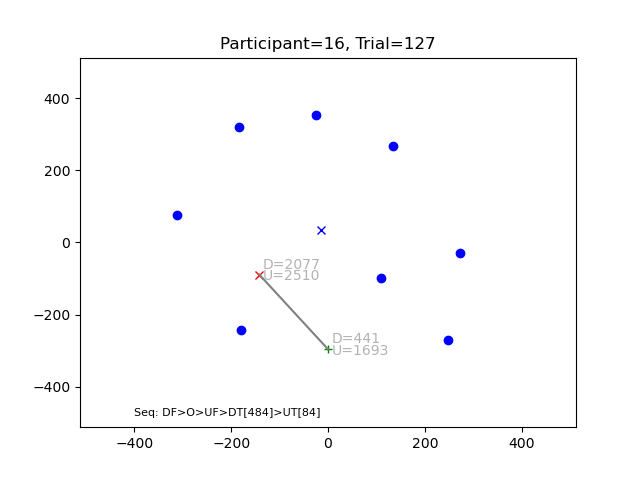 Participant=16, Trial=127
400
200
0
−200
−400
D=2077
U=2510
D=441
U=1693
Seq: DF>O>UF>DT[484]>UT[84]
−400 −200 0 200 400